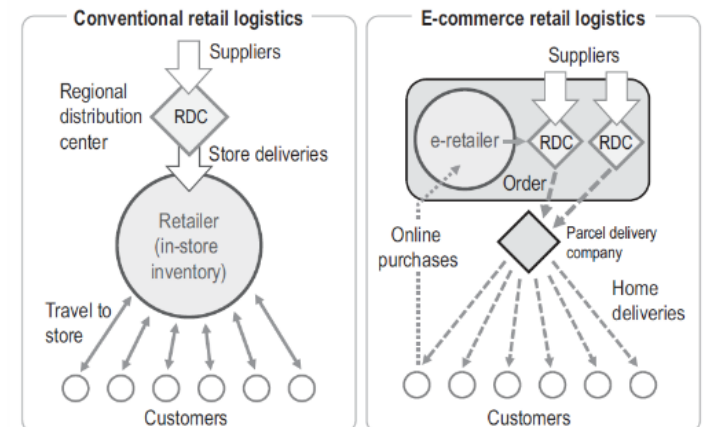 Conventional retail logistics
Suppliers
Regional
distribution
center
RDC
Store deliveries
Retailer
(in-store
inventory)
Travel to
store
Customers
E-commerce retail logistics
Suppliers
e-retailer
RDC
RDC
Order
Online
purchases
Parcel delivery
company
Home
deliveries
Customers